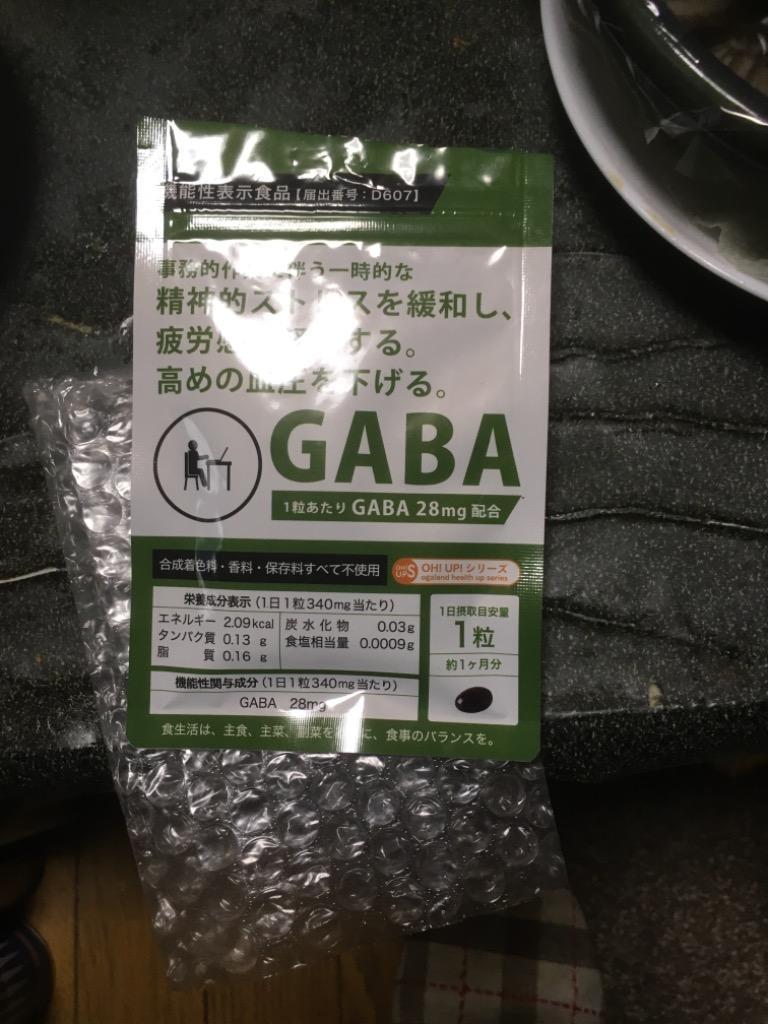 機能性表示食品【届出番号:D607】
事務的作 に伴う一時的な
精神的ストレスを緩和し、
疲労感 する。
高めの血圧を下げる。
GABA
1粒あたり GABA 28mg 配合
合成着色料・香料・保存料すべて不使用
OH! UP!S OH! UP! シリーズ
ogaland health up series
栄養成分表示(1日1粒340mg当たり)
エネルギー 2.09kcal
タンパク質 0.13 g
脂 質 0.16 g
炭水化物 0.03g
食塩相当量 0.0009g
機能性関与成分(1日1粒340mg当たり)
GABA 28mg
1日摂取目安量
1粒
約1ヶ月分
食生活は、主食、主菜、副菜を に、食事のバランスを。